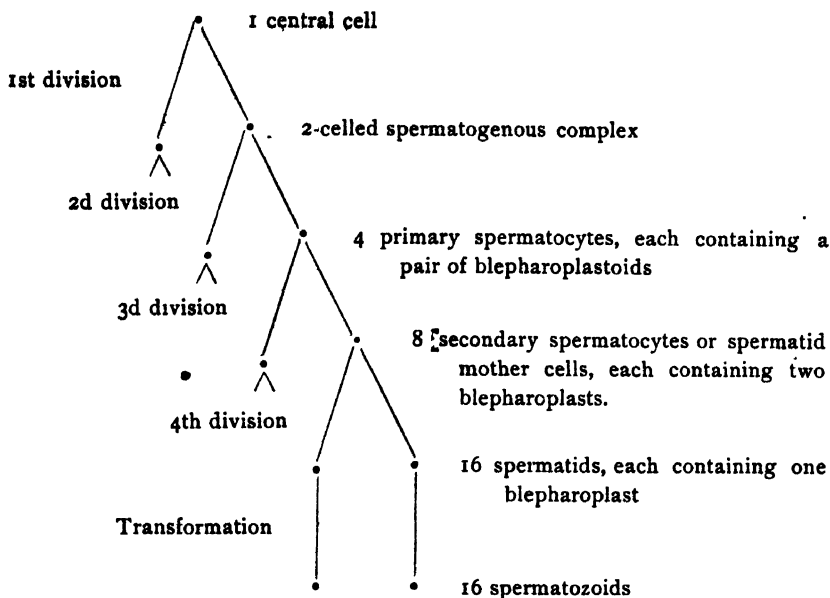 1 central cell
1st division
2-celled spermatogenous complex
2d division
4 primary spermatocytes, each containing a
pair of blepharoplastoids
3d division
8 secondary spermatocytes or spermatid
mother cells, each containing two
blepharoplasts.
4th division
16 spermatids, each containing one
blepharoplast
Transformation
16 spermatozoids